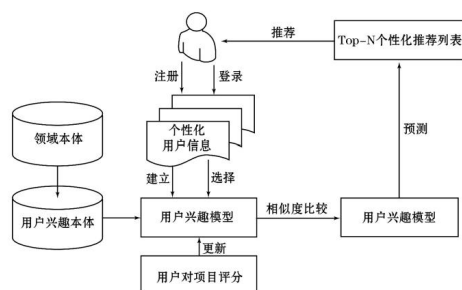 推荐
Top-N个性化推荐列表
注册
登录
个性化
用户信息
领域本体
预测
建立
选择
用户兴趣本体
用户兴趣模型
相似度比较
用户兴趣模型
更新
用户对项目评分